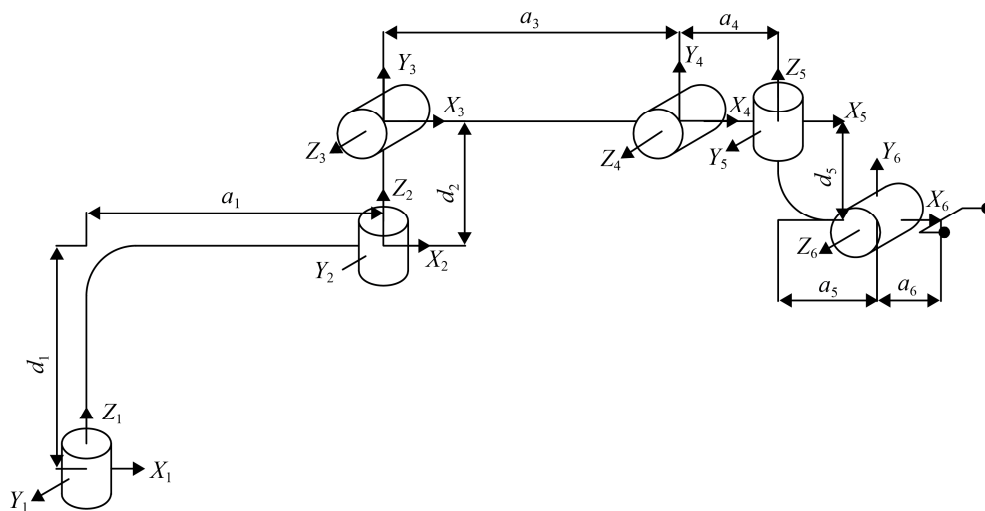 a₃
a₄
Y₃
Y₄
Z₅
X₃
X₄
X₅
Z₃
Z₄
Y₅
d₂
d₅
Y₆
Z₂
X₆
a₁
Y₂
X₂
Z₆
a₅
a₆
d₁
Z₁
X₁
Y₁